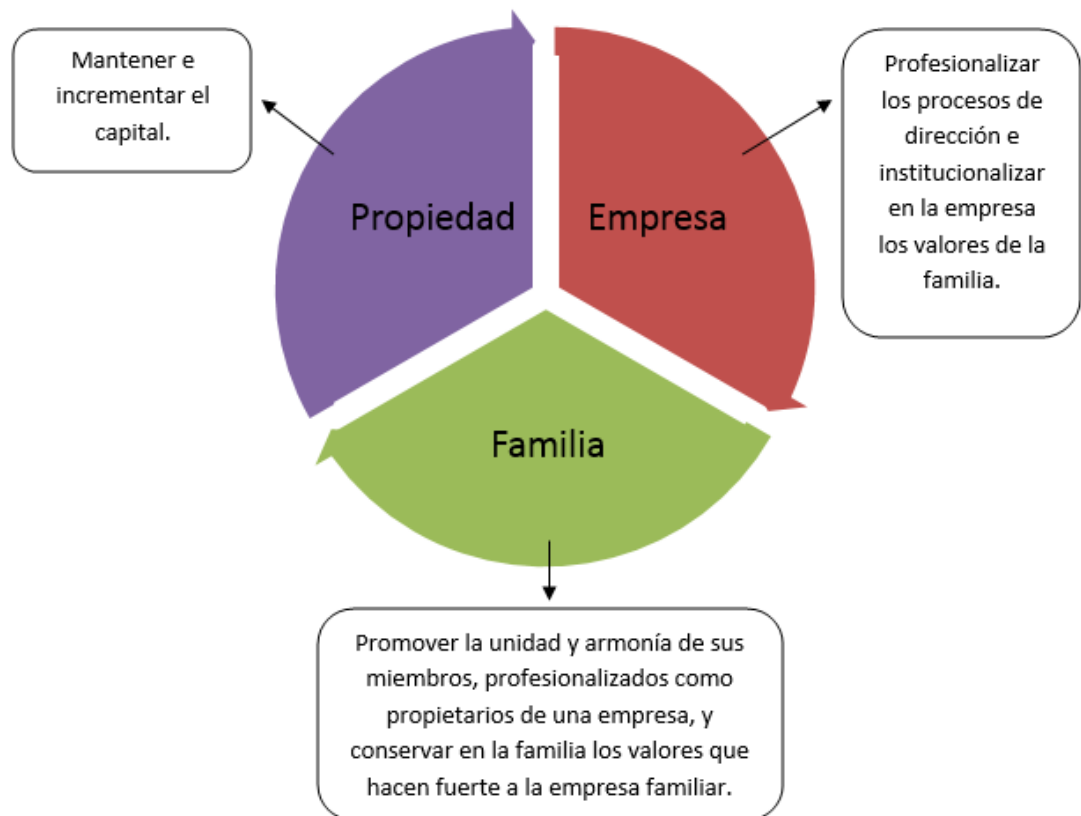 Mantener e
incrementar el
capital.
Propiedad
Empresa
Profesionalizar
los procesos de
dirección e
institucionalizar
en la empresa
los valores de la
familia.
Familia
Promover la unidad y armonía de sus
miembros, profesionalizados como
propietarios de una empresa, y
conservar en la familia los valores que
hacen fuerte a la empresa familiar.